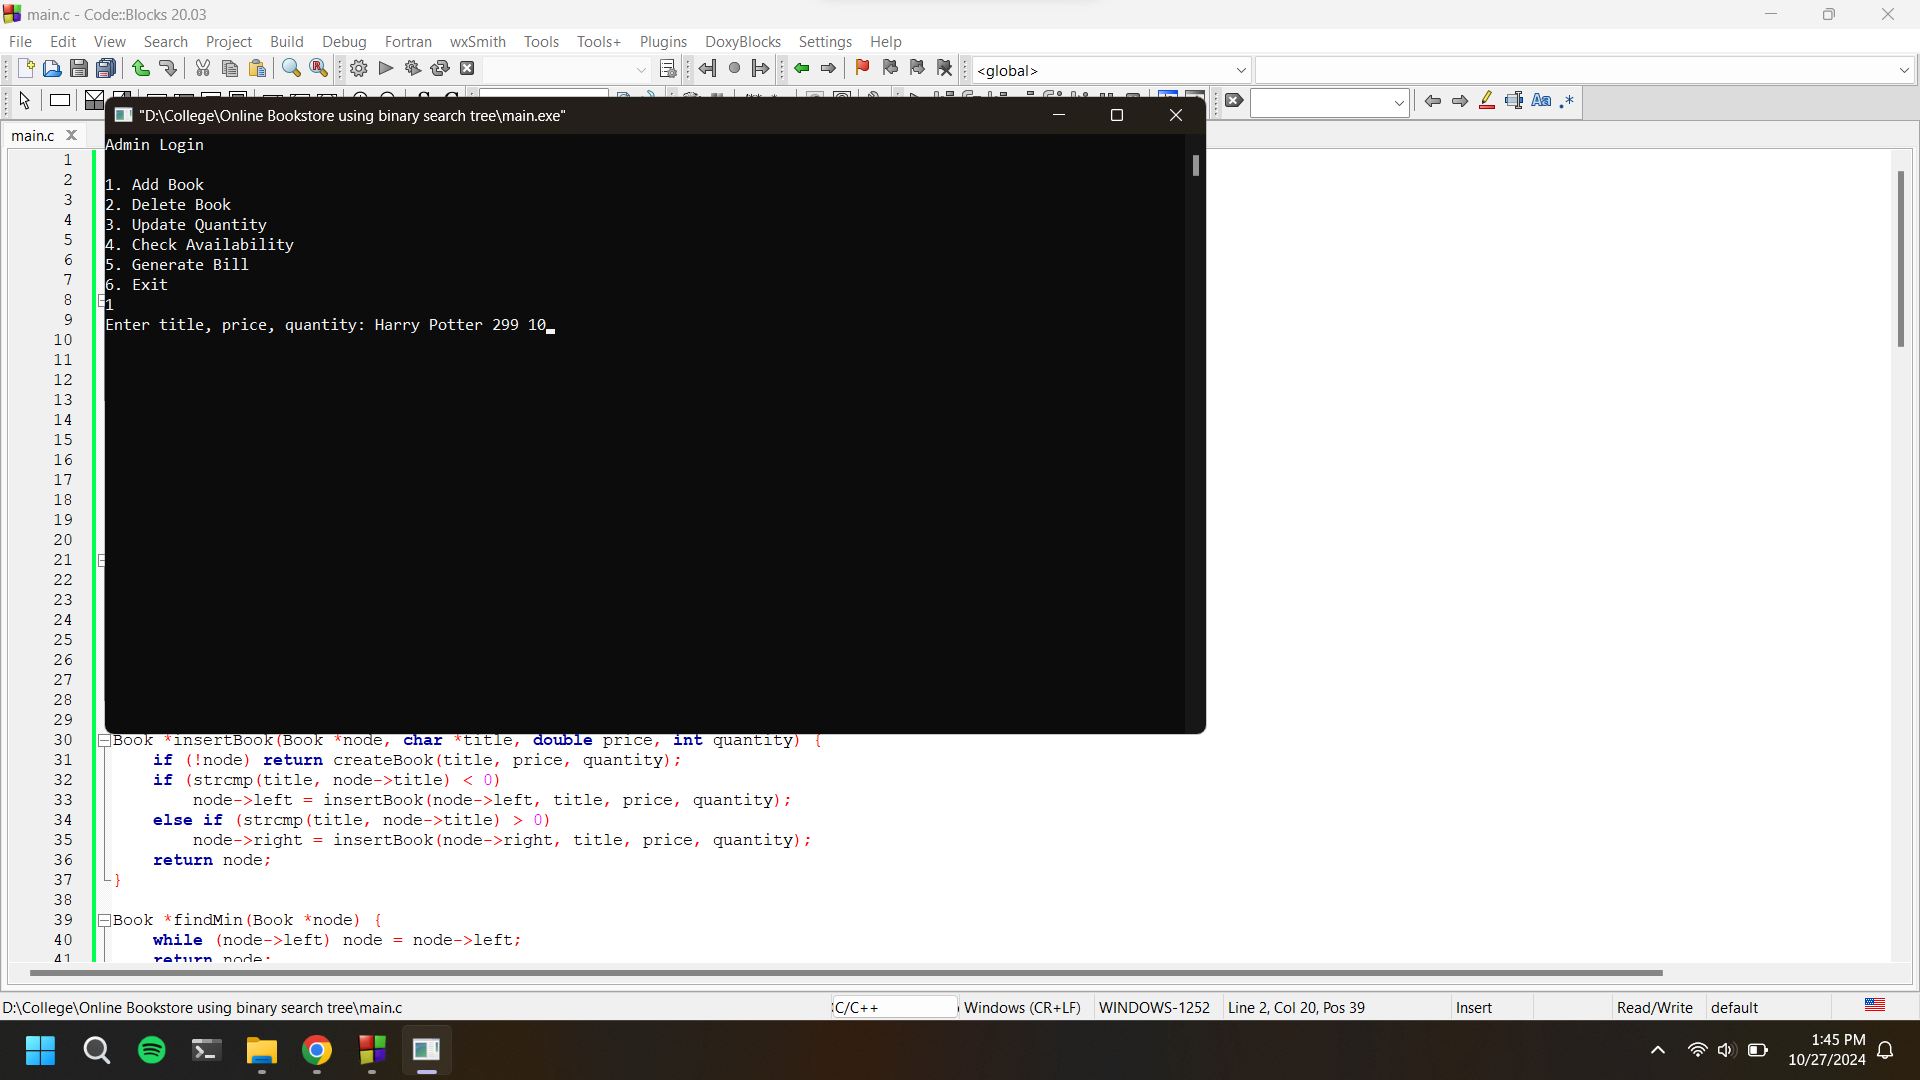 main.c - Code::Blocks 20.03
File Edit View Search Project Build Debug Fortran wxSmith Tools Tools+ Plugins DoxyBlocks Settings Help
<global>
main.c
"D:\College\Online Bookstore using binary search tree\main.exe"
Admin Login
1. Add Book
2. Delete Book
3. Update Quantity
4. Check Availability
5. Generate Bill
6. Exit
1
Enter title, price, quantity: Harry Potter 299 10
1
2
3
4
5
6
7
8
9
10
11
12
13
14
15
16
17
18
19
20
21
22
23
24
25
26
27
28
29
30 Book *insertBook(Book *node, char *title, double price, int quantity) {
31 if (!node) return createBook(title, price, quantity);
32 if (strcmp(title, node->title) < 0)
33 node->left = insertBook(node->left, title, price, quantity);
34 else if (strcmp(title, node->title) > 0)
35 node->right = insertBook(node->right, title, price, quantity);
36 return node;
37 }
38
39 Book *findMin(Book *node) {
40 while (node->left) node = node->left;
41 return node;
D:\College\Online Bookstore using binary search tree\main.c C/C++ Windows (CR+LF) WINDOWS-1252 Line 2, Col 20, Pos 39 Insert Read/Write default
1:45 PM
10/27/2024